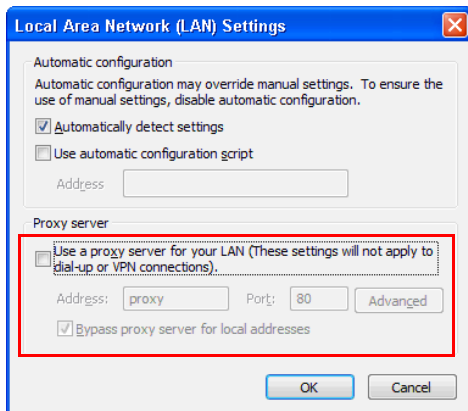 Local Area Network (LAN) Settings
Automatic configuration
Automatic configuration may override manual settings. To ensure the
use of manual settings, disable automatic configuration.
Automatically detect settings
Use automatic configuration script
Address
Proxy server
Use a proxy server for your LAN (These settings will not apply to
dial-up or VPN connections).
Address: proxy Port: 80 Advanced
Bypass proxy server for local addresses
OK Cancel